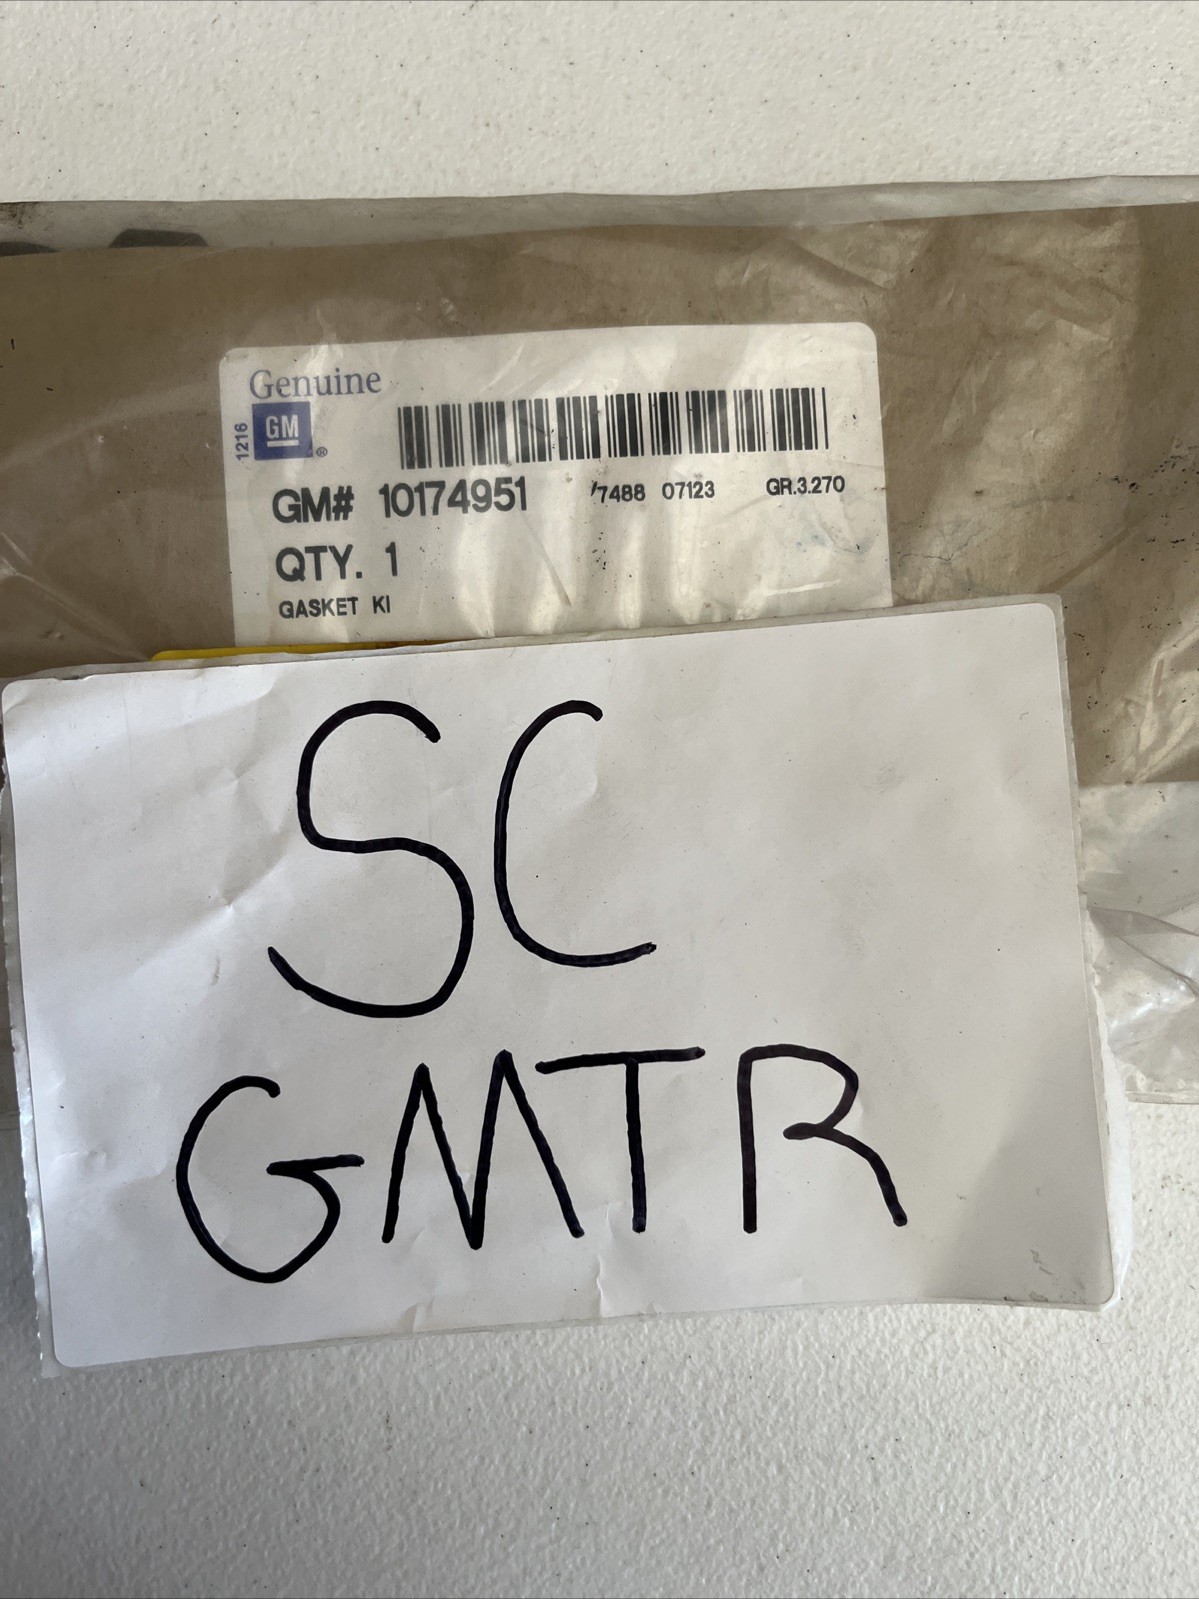 Genuine
1216 GM ®
GM# 10174951 7488 07123 GR.3.270
QTY. 1
GASKET KI
SC
GMTR